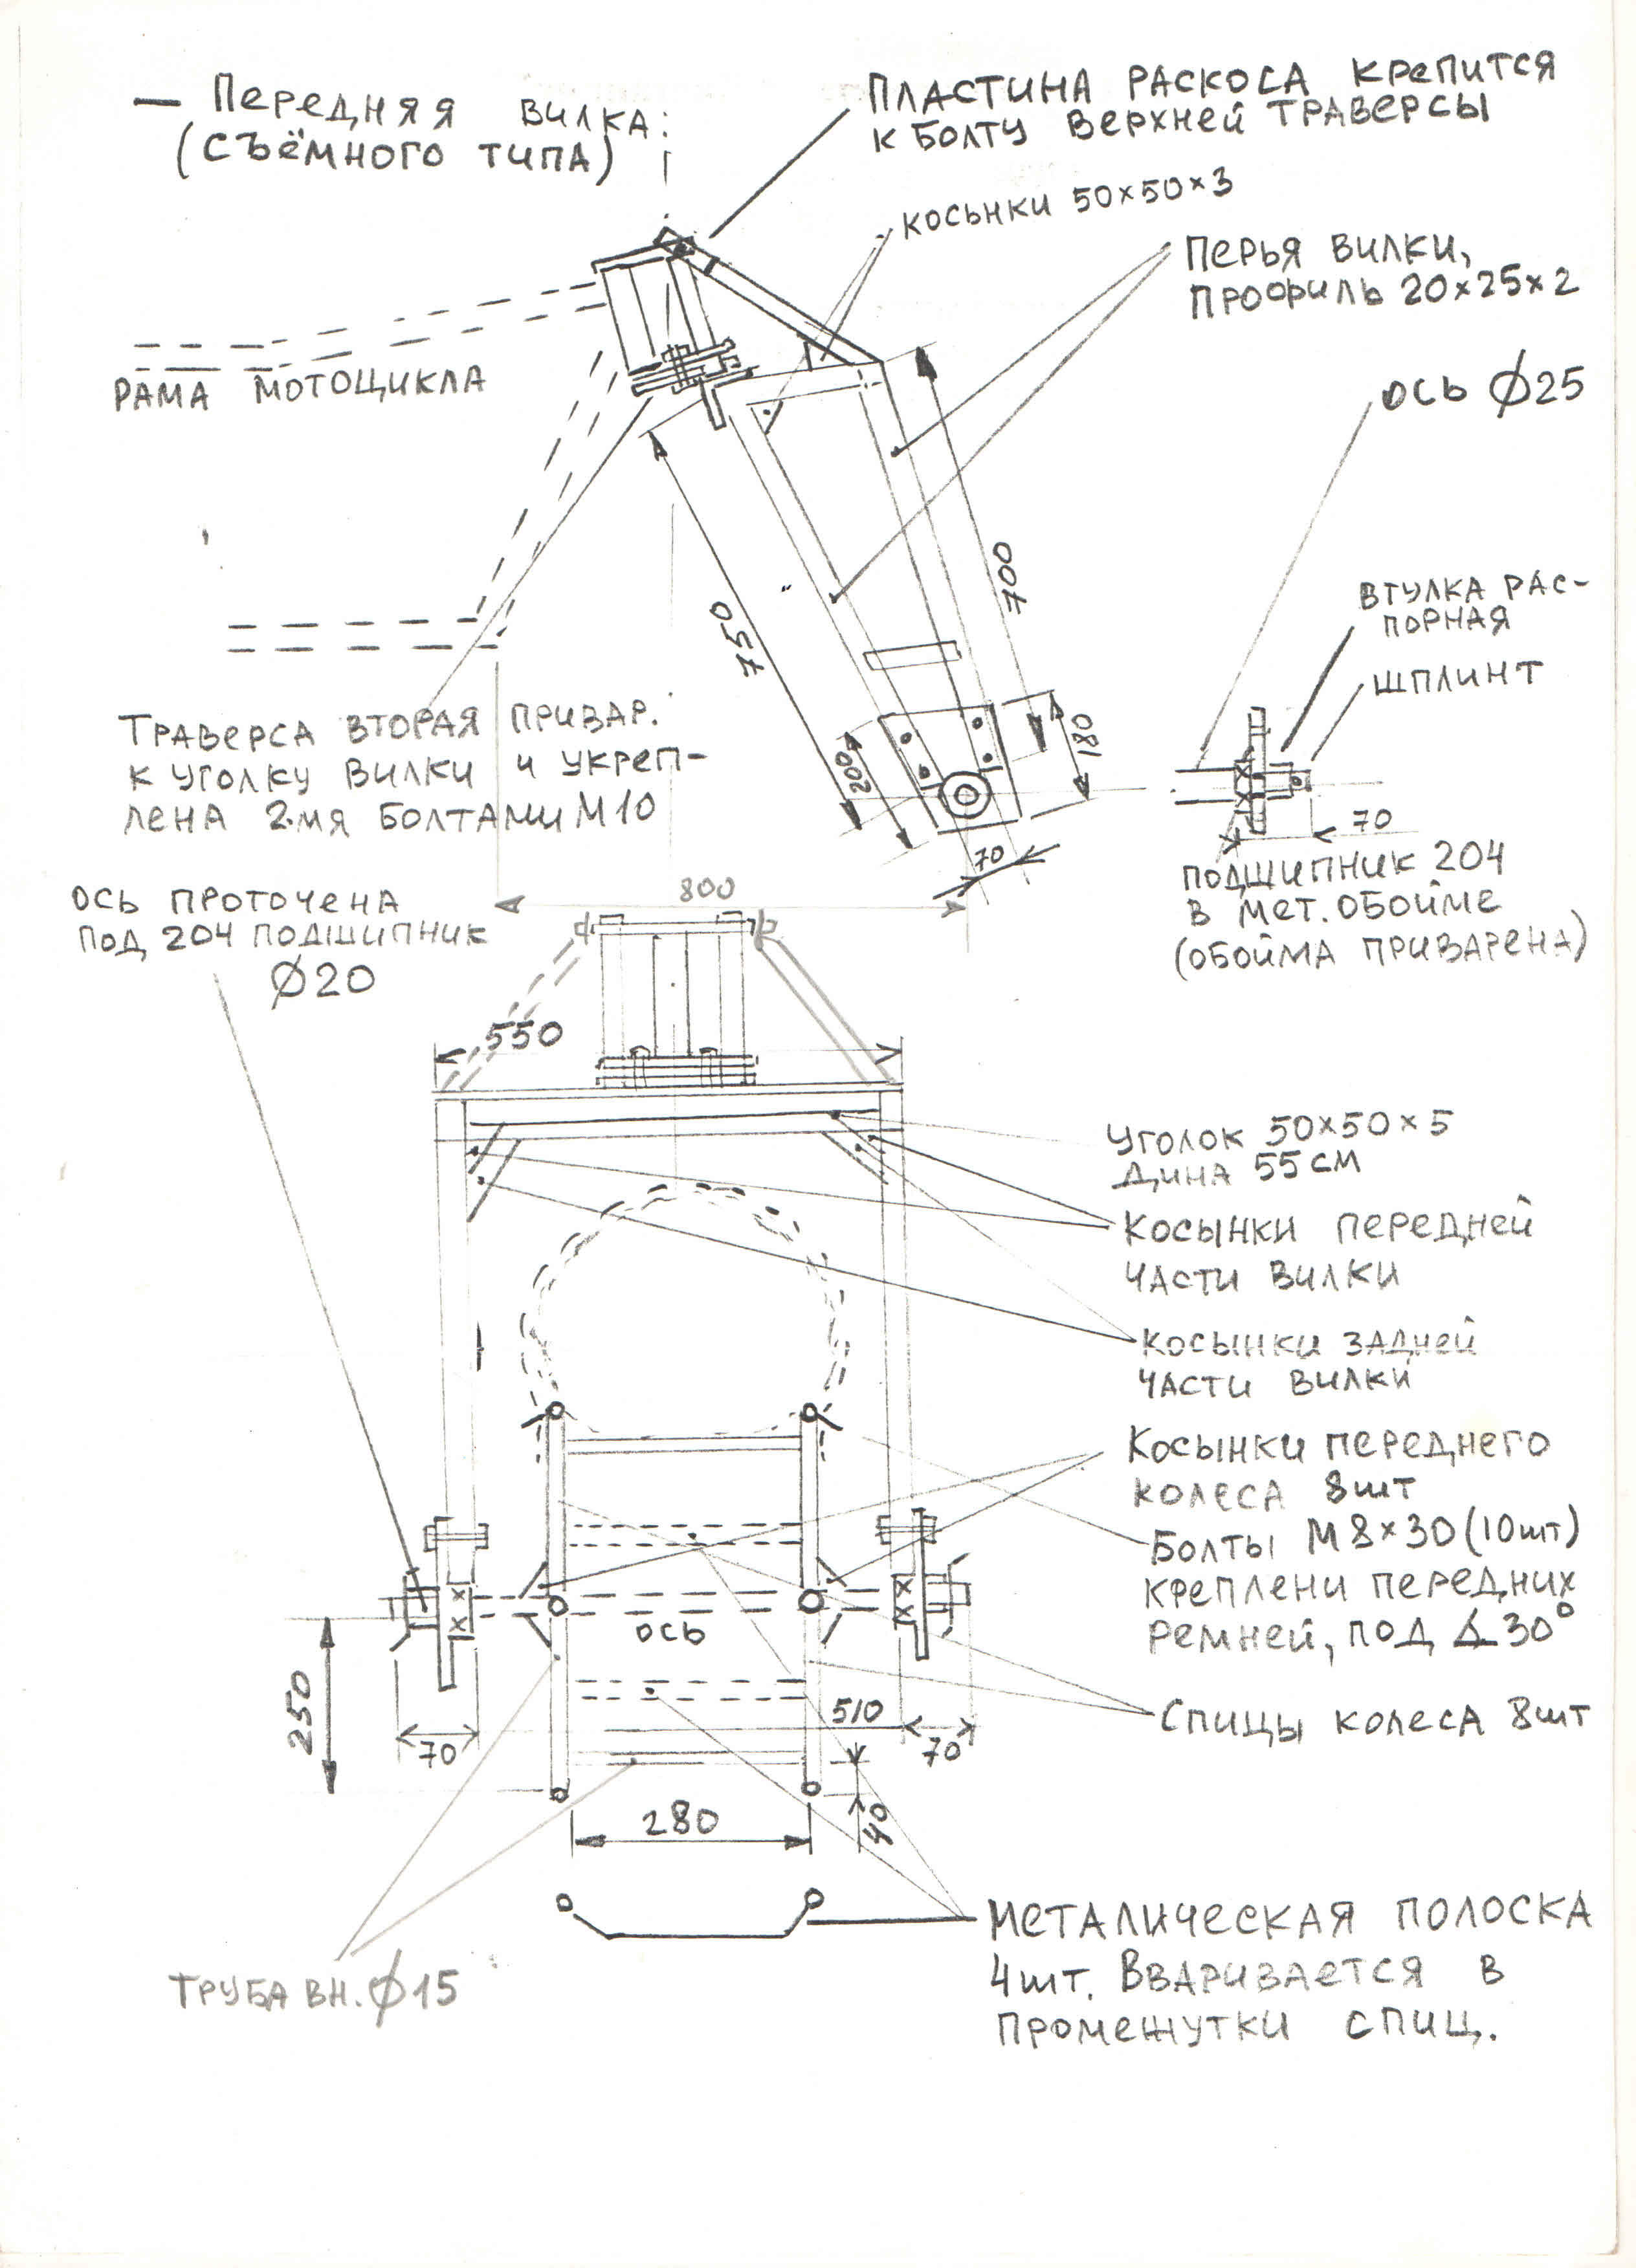 — Передняя вилка:
(съёмного типа)
Пластина раскоса крепится
к болту верхней траверсы
косынки 50×50×3
Перья вилки,
профиль 20×25×2
Рама мотоцикла
ось Ø25
700
750
втулка рас-
порная
шплинт
Траверса вторая привар.
к уголку вилки и укреп-
лена 2.мя болтами М10
180
200
70
70
подшипник 204
в мет. обойме
(обойма приварена)
800
ось проточена
под 204 подшипник
Ø20
550
Уголок 50×50×5
Дина 55 см
Косынки передней
части вилки
Косынки задней
части вилки
Косынки переднего
колеса 8шт
Болты М8×30 (10шт)
креплени передних
ремней, под ∡30°
ось
250
Спицы колеса 8шт
510
70
70
280
40
Металическая полоска
4шт. Вваривается в
промежутки спиц.
Труба вн. Ø15